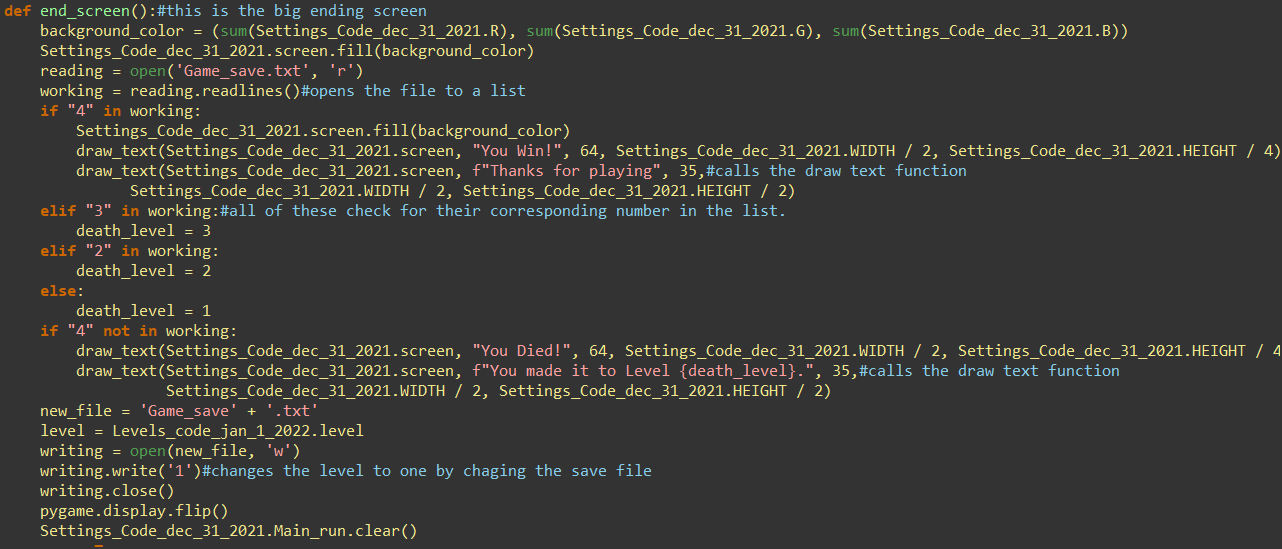 def end_screen():#this is the big ending screen
    background_color = (sum(Settings_Code_dec_31_2021.R), sum(Settings_Code_dec_31_2021.G), sum(Settings_Code_dec_31_2021.B))
    Settings_Code_dec_31_2021.screen.fill(background_color)
    reading = open('Game_save.txt', 'r')
    working = reading.readlines()#opens the file to a list
    if "4" in working:
        Settings_Code_dec_31_2021.screen.fill(background_color)
        draw_text(Settings_Code_dec_31_2021.screen, "You Win!", 64, Settings_Code_dec_31_2021.WIDTH / 2, Settings_Code_dec_31_2021.HEIGHT / 4)
        draw_text(Settings_Code_dec_31_2021.screen, f"Thanks for playing", 35,#calls the draw text function
              Settings_Code_dec_31_2021.WIDTH / 2, Settings_Code_dec_31_2021.HEIGHT / 2)
    elif "3" in working:#all of these check for their corresponding number in the list.
        death_level = 3
    elif "2" in working:
        death_level = 2
    else:
        death_level = 1
    if "4" not in working:
        draw_text(Settings_Code_dec_31_2021.screen, "You Died!", 64, Settings_Code_dec_31_2021.WIDTH / 2, Settings_Code_dec_31_2021.HEIGHT / 4
        draw_text(Settings_Code_dec_31_2021.screen, f"You made it to Level {death_level}.", 35,#calls the draw text function
                  Settings_Code_dec_31_2021.WIDTH / 2, Settings_Code_dec_31_2021.HEIGHT / 2)
    new_file = 'Game_save' + '.txt'
    level = Levels_code_jan_1_2022.level
    writing = open(new_file, 'w')
    writing.write('1')#changes the level to one by chaging the save file
    writing.close()
    pygame.display.flip()
    Settings_Code_dec_31_2021.Main_run.clear()